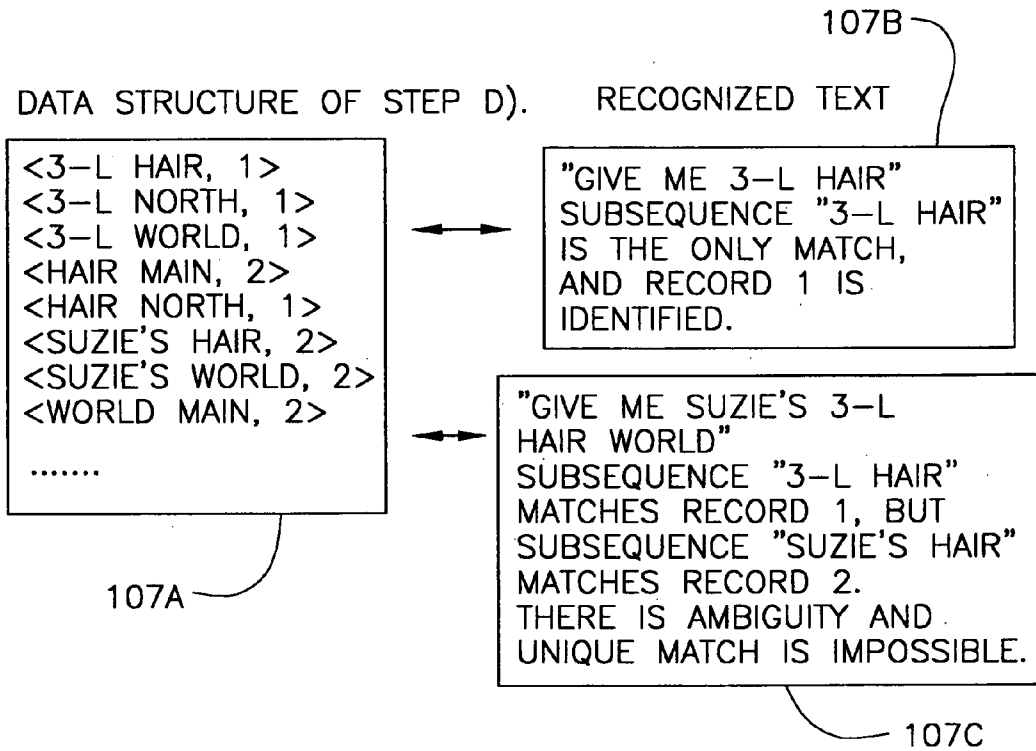 107B
DATA STRUCTURE OF STEP D).
RECOGNIZED TEXT
<3-L HAIR, 1>
<3-L NORTH, 1>
<3-L WORLD, 1>
<HAIR MAIN, 2>
<HAIR NORTH, 1>
<SUZIE'S HAIR, 2>
<SUZIE'S WORLD, 2>
<WORLD MAIN, 2>
.......
107A
"GIVE ME 3-L HAIR"
SUBSEQUENCE "3-L HAIR"
IS THE ONLY MATCH,
AND RECORD 1 IS
IDENTIFIED.
"GIVE ME SUZIE'S 3-L
HAIR WORLD"
SUBSEQUENCE "3-L HAIR"
MATCHES RECORD 1, BUT
SUBSEQUENCE "SUZIE'S HAIR"
MATCHES RECORD 2.
THERE IS AMBIGUITY AND
UNIQUE MATCH IS IMPOSSIBLE.
107C